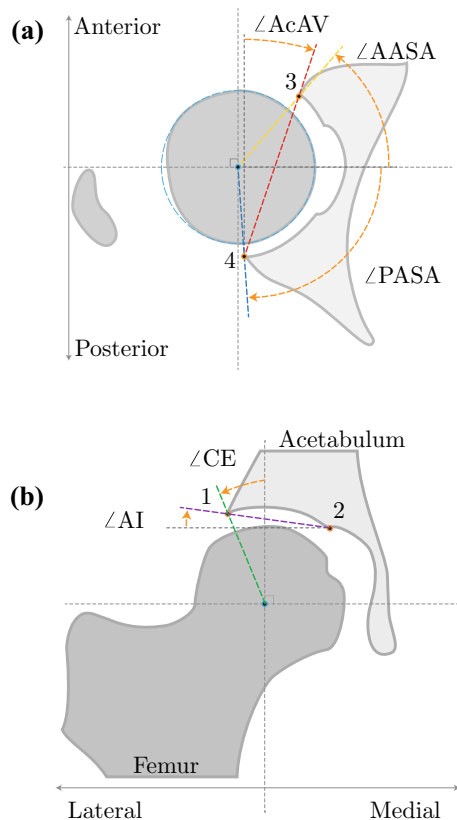 (a)
Anterior
∠AcAV
∠AASA
3
4
∠PASA
Posterior
Acetabulum
∠CE
(b)
1
2
∠AI
Femur
Lateral
Medial